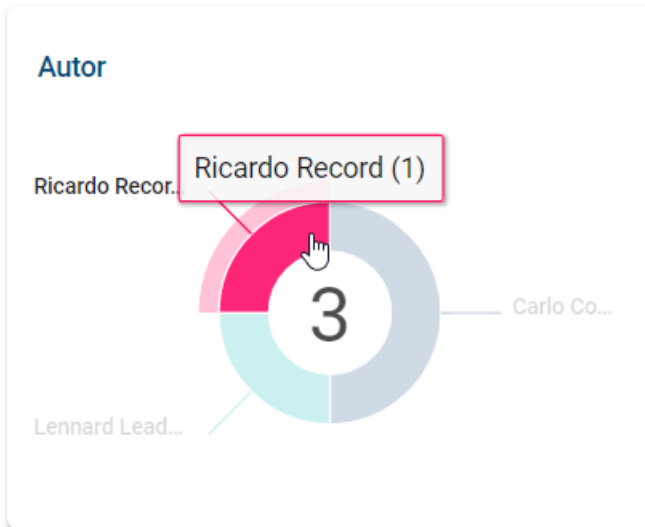 Autor
Ricardo Record (1)
Ricardo Recor...
3
Carlo Co...
Lennard Lead...